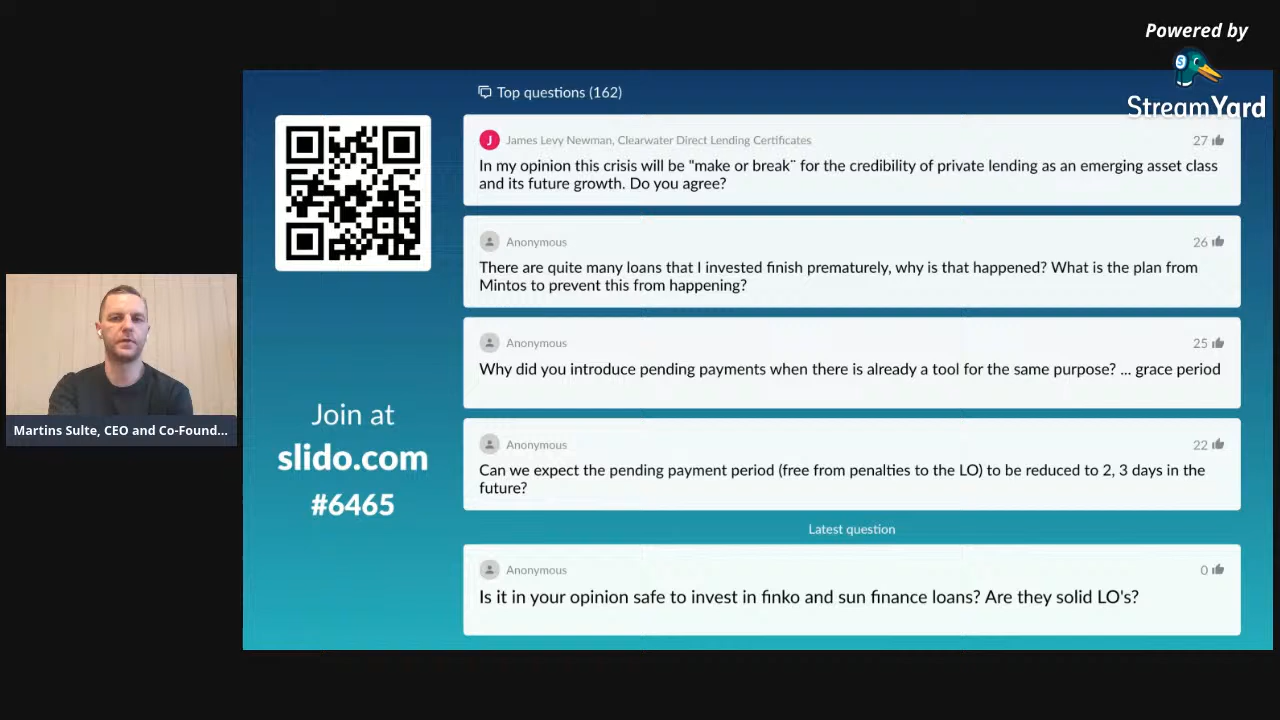 Powered by
StreamYard
Top questions (162)
J
James Levy Newman, Clearwater Direct Lending Certificates
27
In my opinion this crisis will be "make or break¨ for the credibility of private lending as an emerging asset class
and its future growth. Do you agree?
Anonymous
26
There are quite many loans that I invested finish prematurely, why is that happened? What is the plan from
Mintos to prevent this from happening?
Anonymous
25
Why did you introduce pending payments when there is already a tool for the same purpose? ... grace period
Anonymous
22
Can we expect the pending payment period (free from penalties to the LO) to be reduced to 2, 3 days in the
future?
Latest question
Anonymous
0
Is it in your opinion safe to invest in finko and sun finance loans? Are they solid LO's?
Join at
slido.com
#6465
Martins Sulte, CEO and Co-Found...